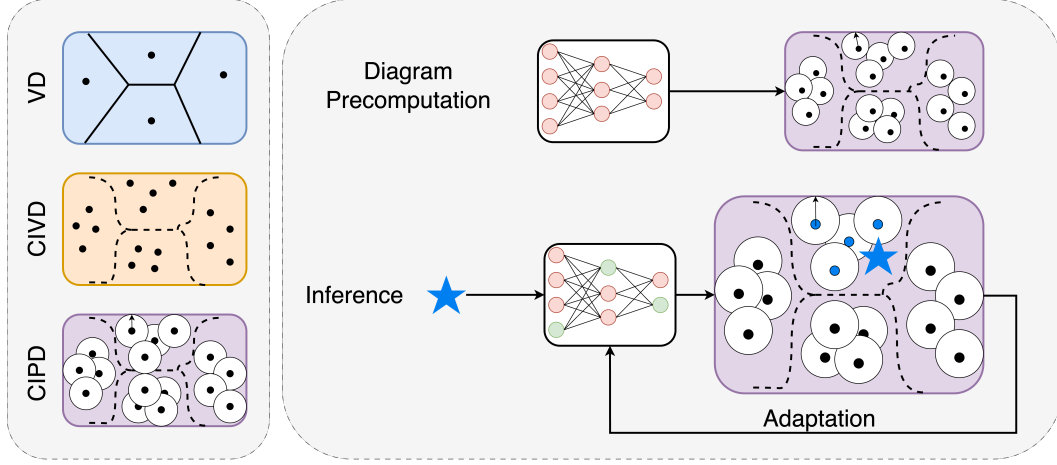 VD
CIVD
CIPD
Diagram
Precomputation
Inference
Adaptation